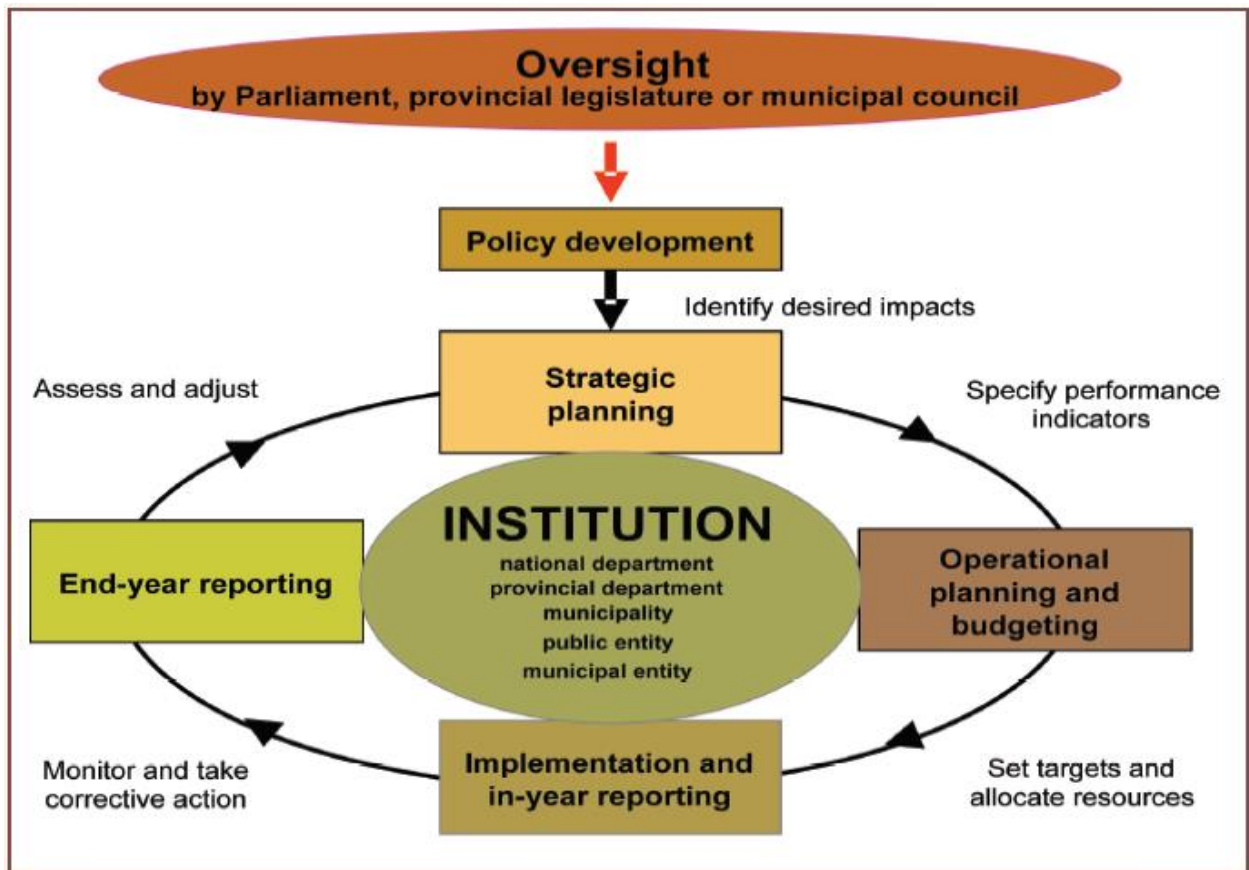 Oversight
by Parliament, provincial legislature or municipal council
Policy development
Identify desired impacts
Strategic
planning
Assess and adjust
Specify performance
indicators
INSTITUTION
national department
provincial department
municipality
public entity
municipal entity
End-year reporting
Operational
planning and
budgeting
Implementation and
in-year reporting
Monitor and take
corrective action
Set targets and
allocate resources